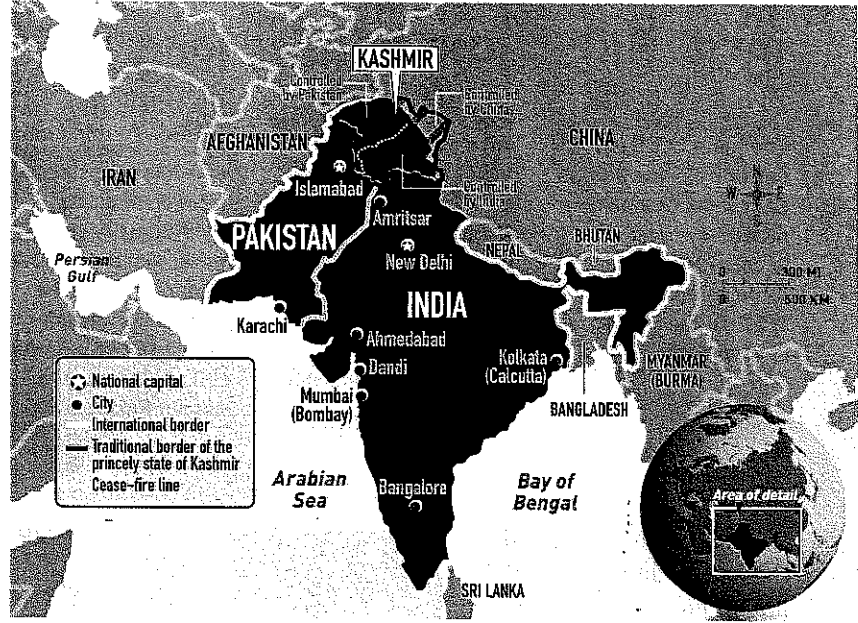 KASHMIR
Controlled
by Pakistan
Controlled
by China
AFGHANISTAN
CHINA
IRAN
Islamabad
Controlled
by India
W E
Amritsar
PAKISTAN
NEPAL
BHUTAN
Persian
Gulf
New Delhi
0 300 MI.
0 500 KM.
INDIA
Karachi
Ahmedabad
Kolkata
(Calcutta)
MYANMAR
(BURMA)
Dandi
National capital
City
International border
Traditional border of the
princely state of Kashmir
Cease-fire line
Mumbai
(Bombay)
BANGLADESH
Arabian
Sea
Bangalore
Bay of
Bengal
Area of detail
SRI LANKA